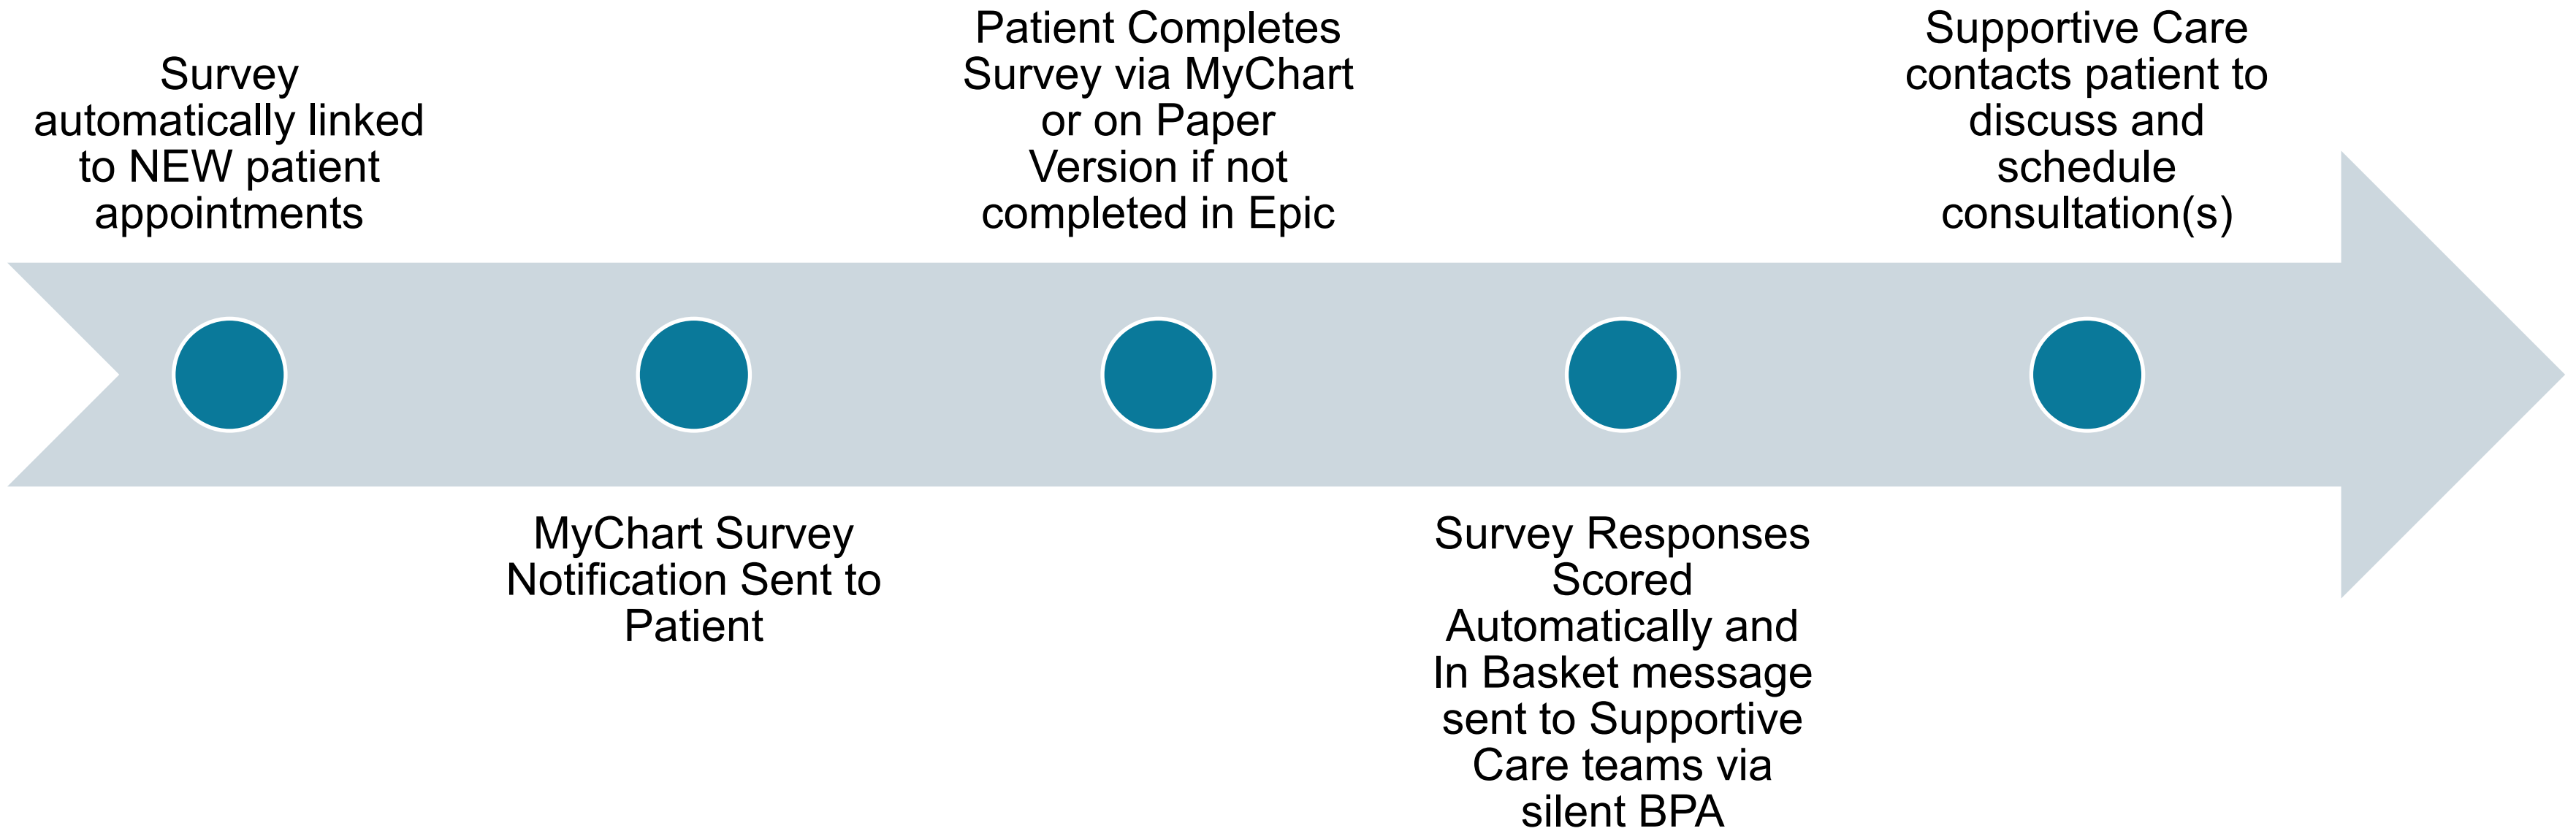 Survey
automatically linked
to NEW patient
appointments
MyChart Survey
Notification Sent to
Patient
Patient Completes
Survey via MyChart
or on Paper
Version if not
completed in Epic
Survey Responses
Scored
Automatically and
In Basket message
sent to Supportive
Care teams via
silent BPA
Supportive Care
contacts patient to
discuss and
schedule
consultation(s)